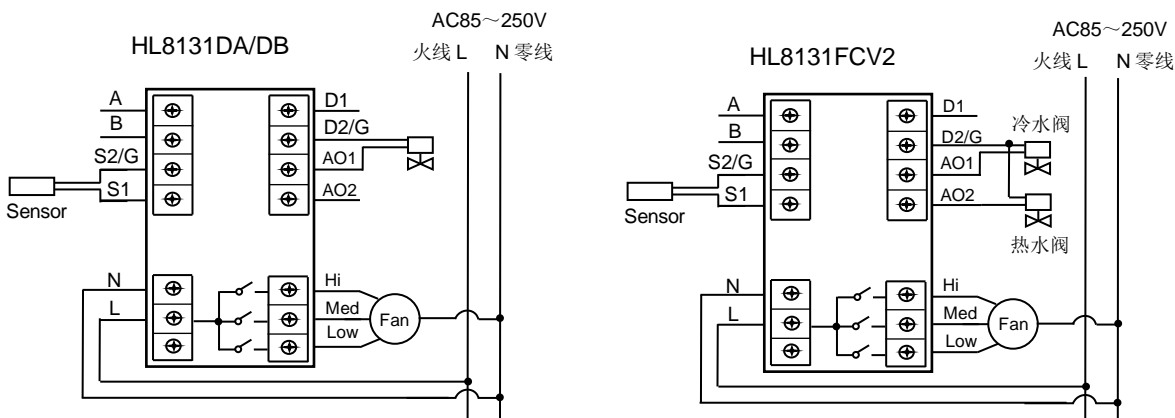 AC85～250V
火线 L N 零线
HL8131DA/DB
A
B
S2/G
S1
Sensor
D1
D2/G
AO1
AO2
N
L
Hi
Med
Low
Fan
AC85～250V
火线 L N 零线
HL8131FCV2
A
B
S2/G
S1
Sensor
D1
D2/G
AO1
AO2
冷水阀
热水阀
N
L
Hi
Med
Low
Fan